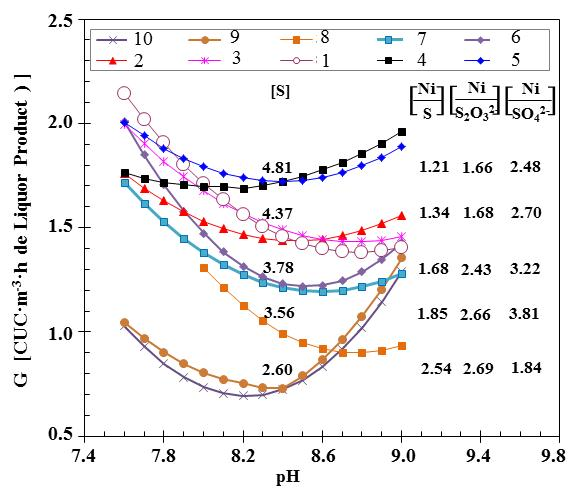 2.5
2.0
1.5
1.0
0.5
G [CUC·m⁻³·h de Liquor Product ) ]
10 9 8 7 6
2 3 1 4 5
[S]
[Ni/S] [Ni/S₂O₃²⁻] [Ni/SO₄²⁻]
4.81 1.21 1.66 2.48
4.37 1.34 1.68 2.70
3.78 1.68 2.43 3.22
3.56 1.85 2.66 3.81
2.60 2.54 2.69 1.84
7.4 7.8 8.2 8.6 9.0 9.4 9.8
pH